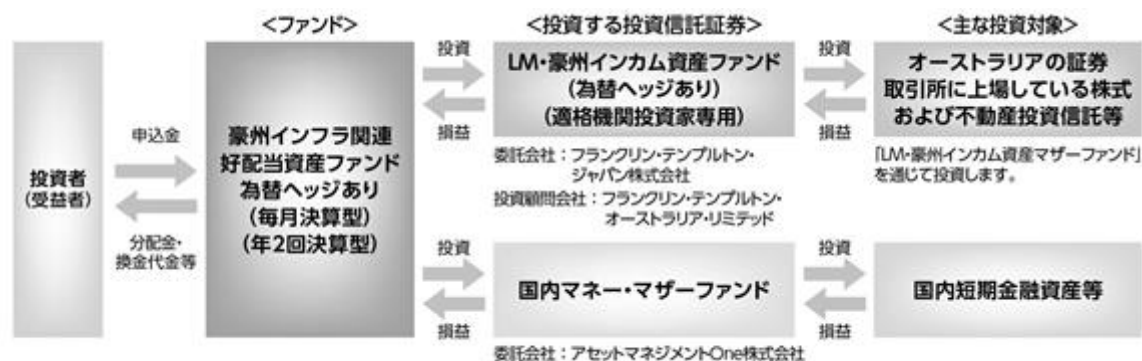 ＜ファンド＞
＜投資する投資信託証券＞
＜主な投資対象＞
投資者
（受益者）
申込金
分配金・
換金代金等
豪州インフラ関連
好配当資産ファンド
為替ヘッジあり
（毎月決算型）
（年2回決算型）
投資
損益
LM・豪州インカム資産ファンド
（為替ヘッジあり）
（適格機関投資家専用）
投資
損益
オーストラリアの証券
取引所に上場している株式
および不動産投資信託等
委託会社：フランクリン・テンプルトン・
ジャパン株式会社
投資顧問会社：フランクリン・テンプルトン・
オーストラリア・リミテッド
「LM・豪州インカム資産マザーファンド」
を通じて投資します。
投資
損益
国内マネー・マザーファンド
投資
損益
国内短期金融資産等
委託会社：アセットマネジメントOne株式会社